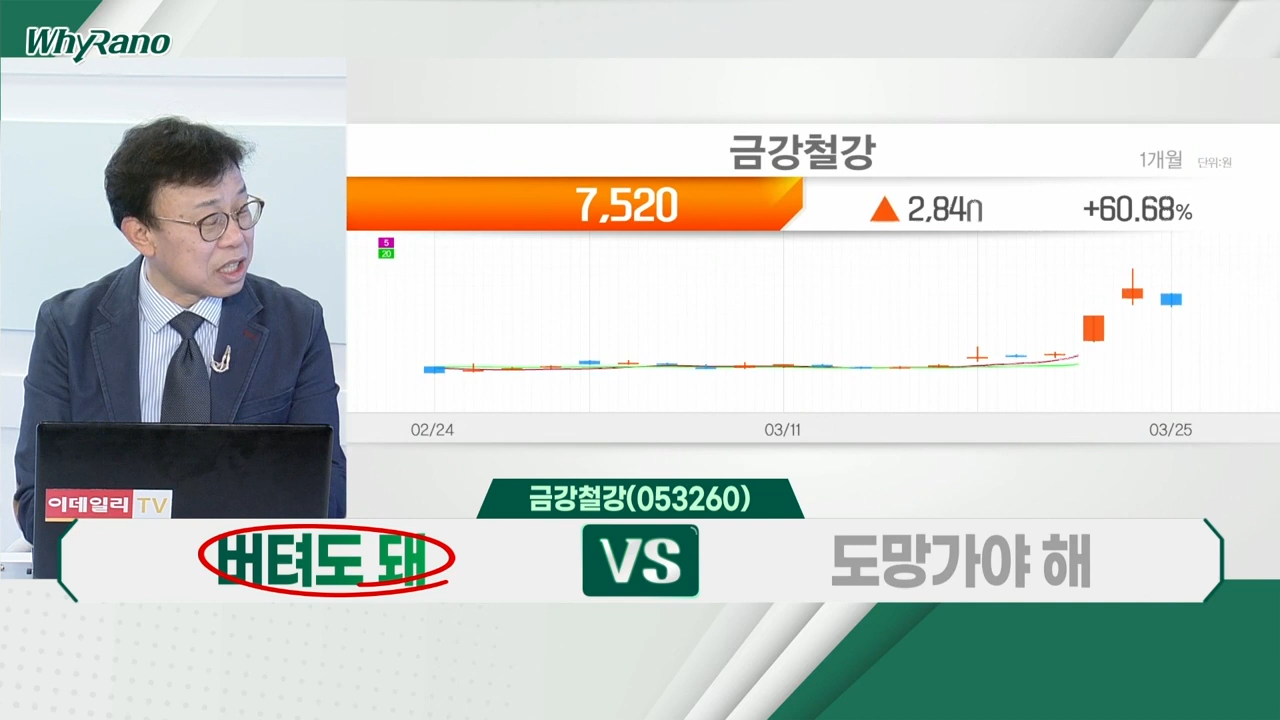 WhyRano
금강철강
1개월 단위:원
7,520 ▲ 2,840 +60.68%
5
20
02/24 03/11 03/25
이데일리 TV
금강철강(053260)
버텨도 돼 VS 도망가야 해